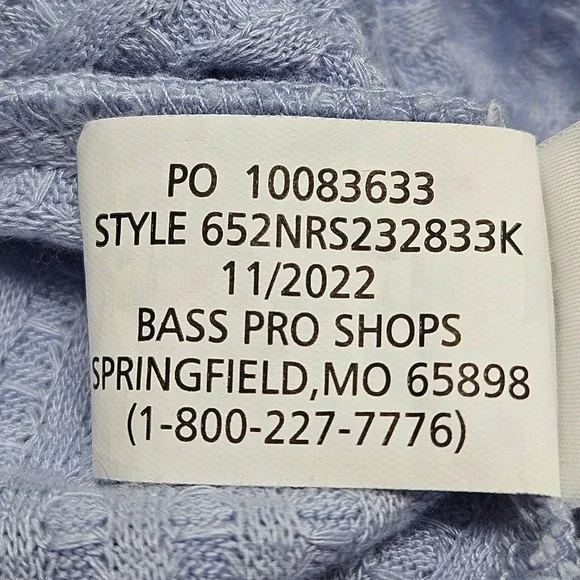 PO 10083633
STYLE 652NRS232833K
11/2022
BASS PRO SHOPS
SPRINGFIELD,MO 65898
(1-800-227-7776)